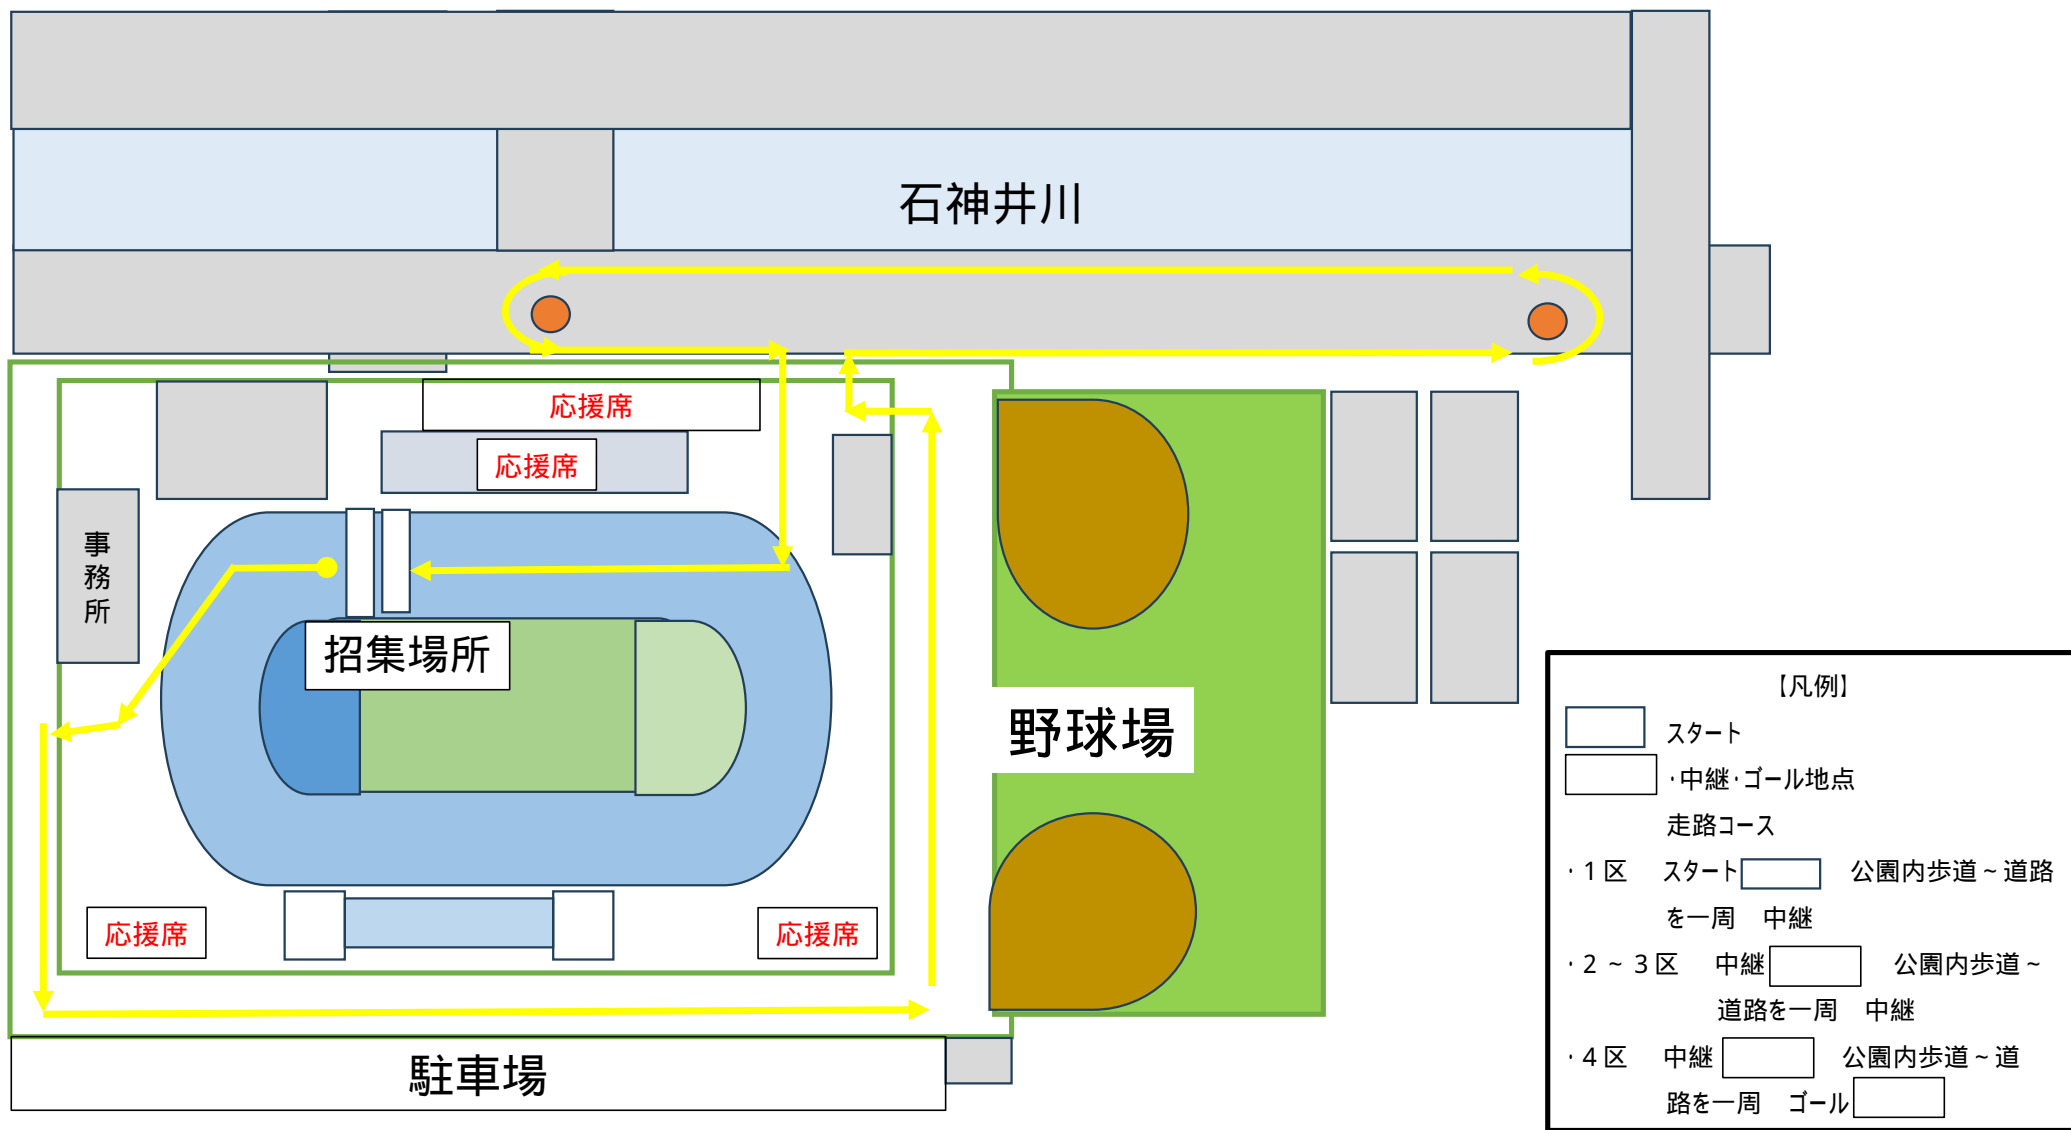 石神井川
応援席
応援席
事
務
所
招集場所
野球場
応援席
応援席
駐車場
【凡例】
スタート
・中継・ゴール地点
走路コース
・1区 スタート 公園内歩道~道路
を一周 中継
・2~3区 中継 公園内歩道~
道路を一周 中継
・4区 中継 公園内歩道~道
路を一周 ゴール